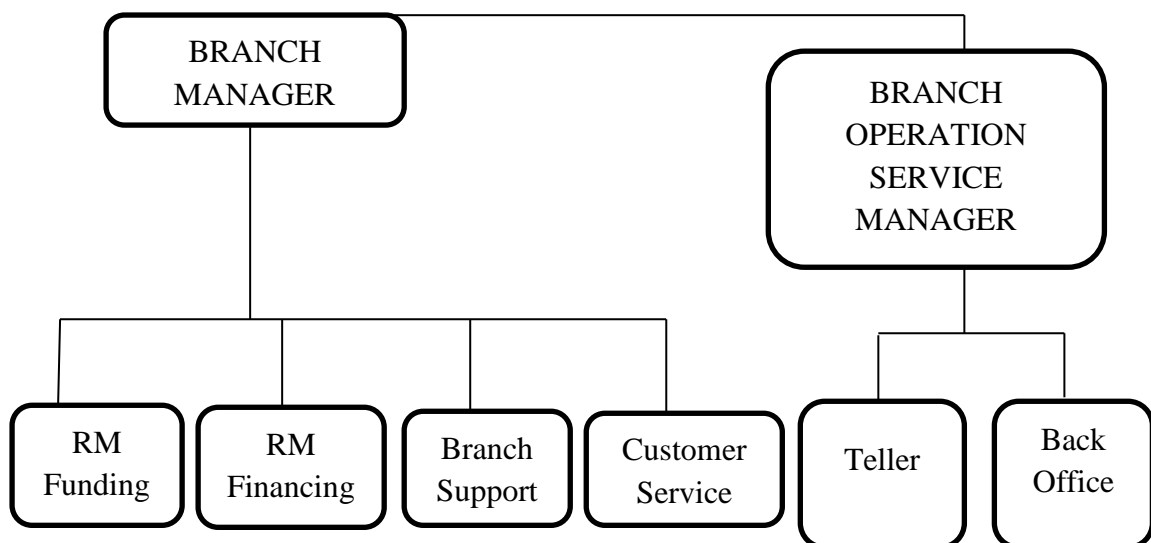 BRANCH
MANAGER
BRANCH
OPERATION
SERVICE
MANAGER
RM
Funding
RM
Financing
Branch
Support
Customer
Service
Teller
Back
Office